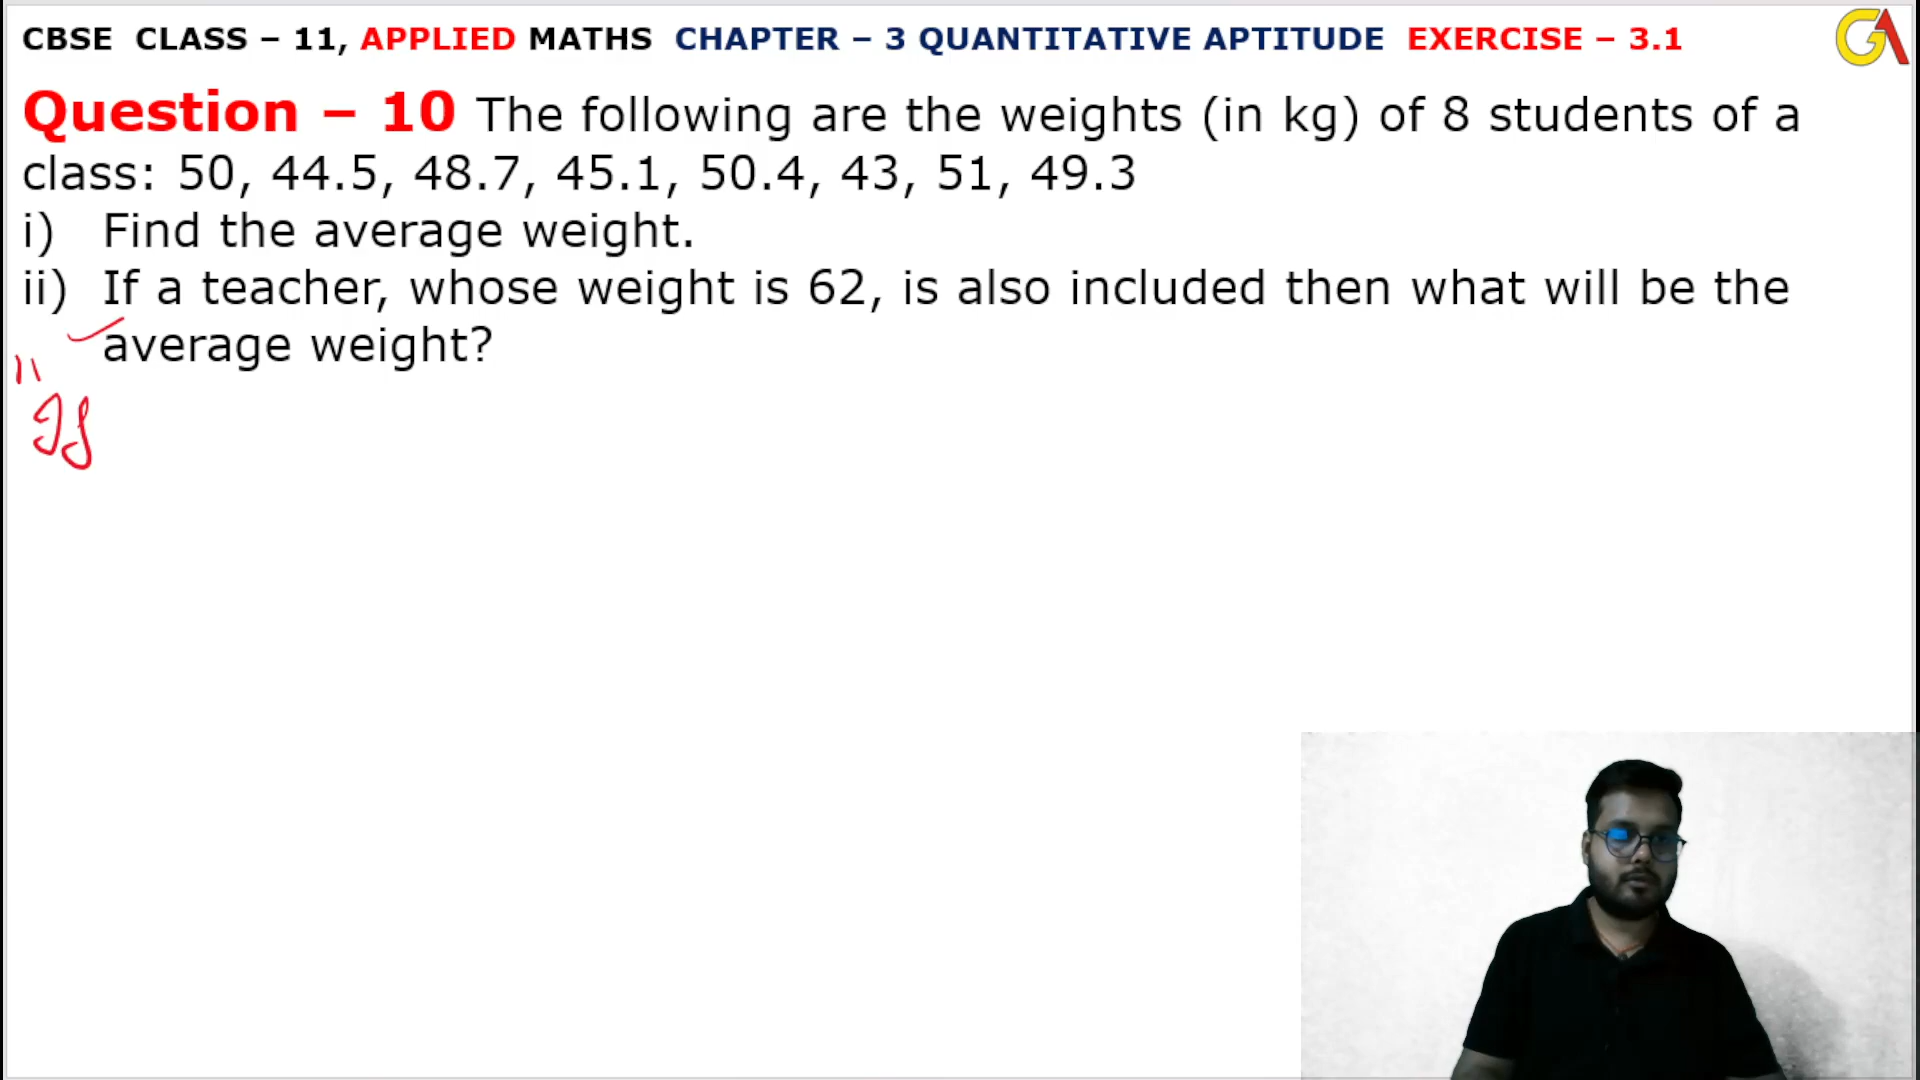 CBSE CLASS – 11, APPLIED MATHS CHAPTER – 3 QUANTITATIVE APTITUDE EXERCISE – 3.1
GA
Question – 10 The following are the weights (in kg) of 8 students of a
class: 50, 44.5, 48.7, 45.1, 50.4, 43, 51, 49.3
i) Find the average weight.
ii) If a teacher, whose weight is 62, is also included then what will be the
average weight?
ii
If